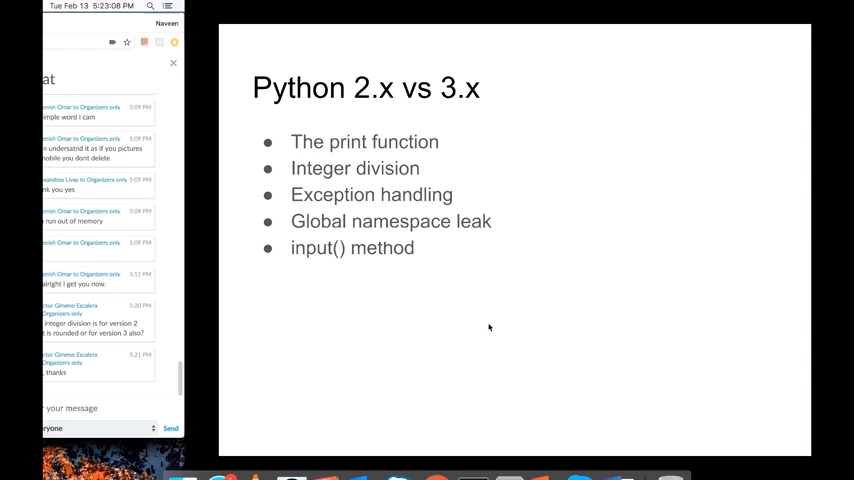 Tue Feb 13 5:23:08 PM
Naveen
at
enish Omar to Organizers only 5:09 PM
imple word I cam
enish Omar to Organizers only 5:09 PM
n undersatnd it as if you pictures
mobile you dont delete
xandros Livas to Organizers only 5:09 PM
nk you yes
enish Omar to Organizers only 5:09 PM
run out of memory
enish Omar to Organizers only 5:09 PM
enish Omar to Organizers only 5:11 PM
alright I get you now.
ctor Gimeno Escalera 5:20 PM
Organizers only
integer division is for version 2
t is rounded or for version 3 also?
ctor Gimeno Escalera 5:21 PM
Organizers only
, thanks
r your message
eryone
Send
Python 2.x vs 3.x
● The print function
● Integer division
● Exception handling
● Global namespace leak
● input() method